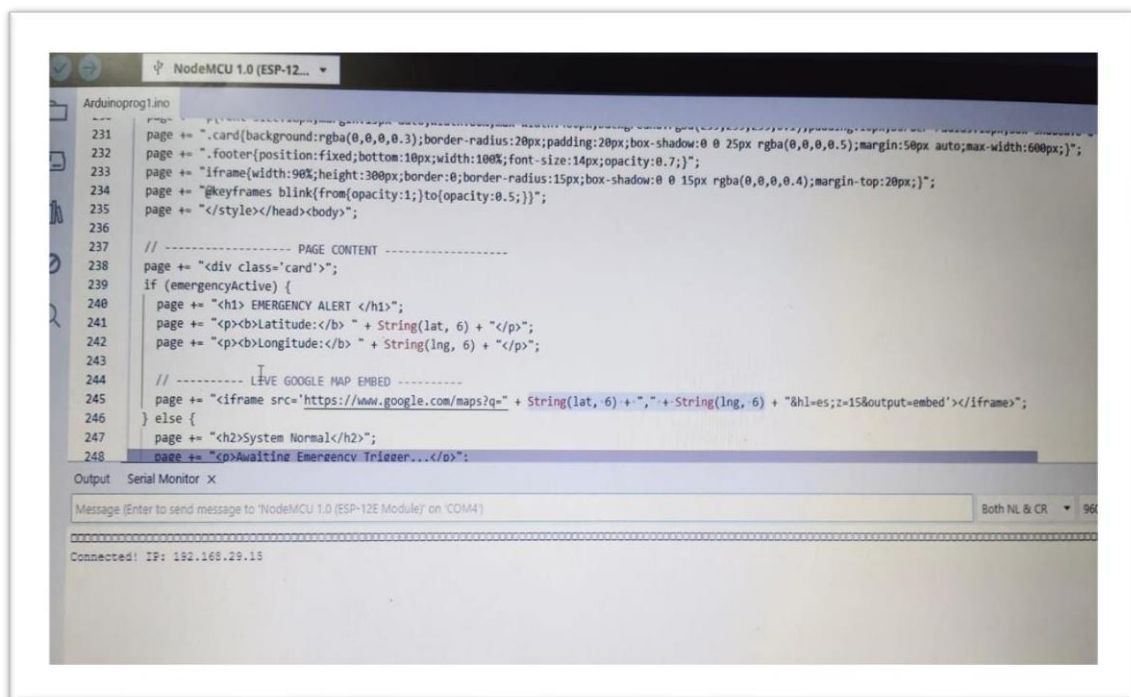 NodeMCU 1.0 (ESP-12...
Arduinoprog1.ino
231 page += ".card{background:rgba(0,0,0,0.3);border-radius:20px;padding:20px;box-shadow:0 0 25px rgba(0,0,0,0.5);margin:50px auto;max-width:600px;}";
232 page += ".footer{position:fixed;bottom:10px;width:100%;font-size:14px;opacity:0.7;}";
233 page += "iframe{width:90%;height:300px;border:0;border-radius:15px;box-shadow:0 0 15px rgba(0,0,0,0.4);margin-top:20px;}";
234 page += "@keyframes blink{from{opacity:1;}to{opacity:0.5;}}";
235 page += "</style></head><body>";
236
237 // ------------------- PAGE CONTENT -------------------
238 page += "<div class='card'>";
239 if (emergencyActive) {
240 page += "<h1> EMERGENCY ALERT </h1>";
241 page += "<p><b>Latitude:</b> " + String(lat, 6) + "</p>";
242 page += "<p><b>Longitude:</b> " + String(lng, 6) + "</p>";
243
244 // ---------- LIVE GOOGLE MAP EMBED ----------
245 page += "<iframe src='https://www.google.com/maps?q=" + String(lat, 6) + "," + String(lng, 6) + "&hl=es;z=15&output=embed'></iframe>";
246 } else {
247 page += "<h2>System Normal</h2>";
248 page += "<p>Awaiting Emergency Trigger...</p>";
Output Serial Monitor ×
Message (Enter to send message to 'NodeMCU 1.0 (ESP-12E Module)' on 'COM4')
Both NL & CR
Connected! IP: 192.168.29.15